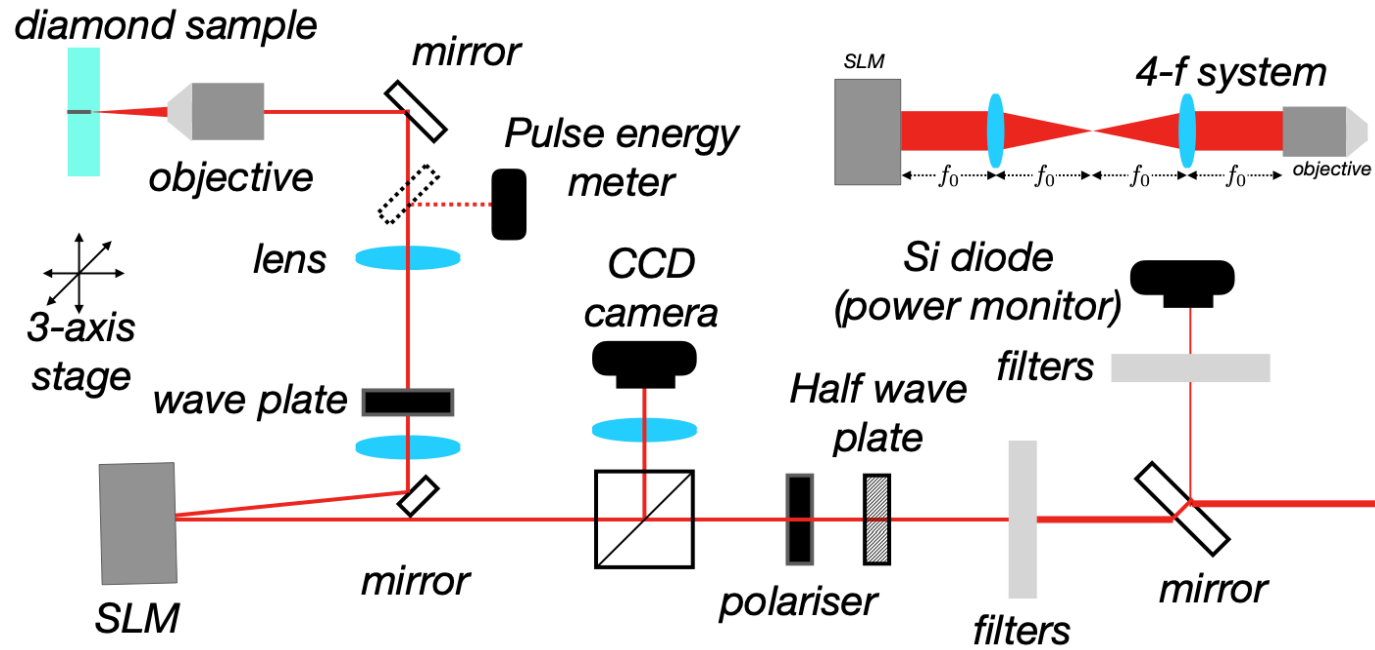 diamond sample
mirror
SLM
4-f system
Pulse energy
meter
objective
f₀
f₀
f₀
f₀
objective
lens
CCD
camera
Si diode
(power monitor)
3-axis
stage
filters
wave plate
Half wave
plate
mirror
polariser
mirror
SLM
filters